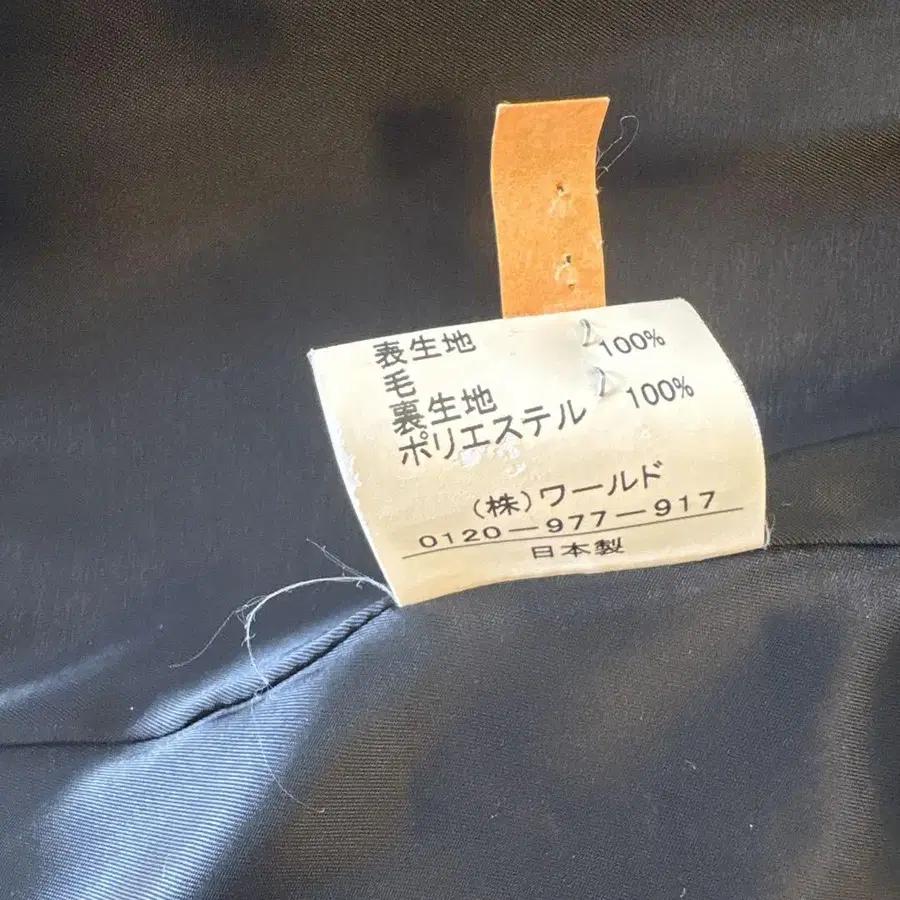 表生地
毛 100%
裏生地
ポリエステル 100%
(株)ワールド
0120-977-917
日本製